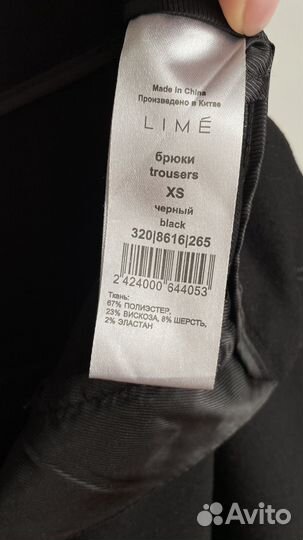 Made in China
Произведено в Китае
LIMÉ
брюки
trousers
XS
черный
black
320|8616|265
2 424000 644053
Ткань:
67% ПОЛИЭСТЕР,
23% ВИСКОЗА, 8% ШЕРСТЬ,
2% ЭЛАСТАН
Avito